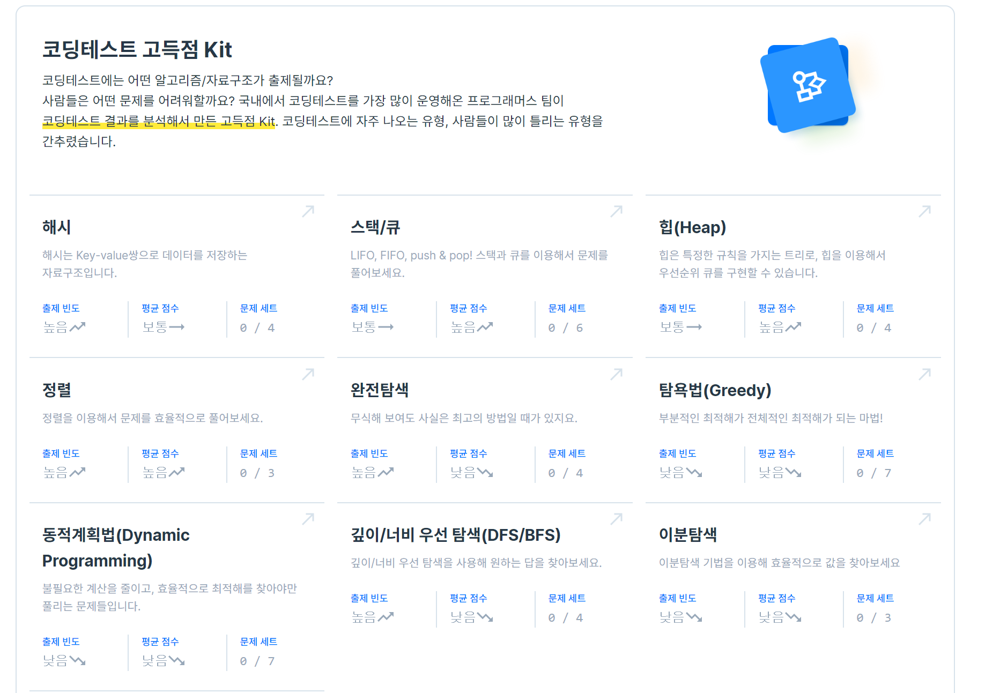 코딩테스트 고득점 Kit
코딩테스트에는 어떤 알고리즘/자료구조가 출제될까요?
사람들은 어떤 문제를 어려워할까요? 국내에서 코딩테스트를 가장 많이 운영해온 프로그래머스 팀이
코딩테스트 결과를 분석해서 만든 고득점 Kit. 코딩테스트에 자주 나오는 유형, 사람들이 많이 틀리는 유형을
간추렸습니다.
해시
해시는 Key-value쌍으로 데이터를 저장하는
자료구조입니다.
출제 빈도 평균 점수 문제 세트
높음 보통 0 / 4
스택/큐
LIFO, FIFO, push & pop! 스택과 큐를 이용해서 문제를
풀어보세요.
출제 빈도 평균 점수 문제 세트
보통 높음 0 / 6
힙(Heap)
힙은 특정한 규칙을 가지는 트리로, 힙을 이용해서
우선순위 큐를 구현할 수 있습니다.
출제 빈도 평균 점수 문제 세트
보통 높음 0 / 4
정렬
정렬을 이용해서 문제를 효율적으로 풀어보세요.
출제 빈도 평균 점수 문제 세트
높음 높음 0 / 3
완전탐색
무식해 보여도 사실은 최고의 방법일 때가 있지요.
출제 빈도 평균 점수 문제 세트
높음 낮음 0 / 4
탐욕법(Greedy)
부분적인 최적해가 전체적인 최적해가 되는 마법!
출제 빈도 평균 점수 문제 세트
낮음 낮음 0 / 7
동적계획법(Dynamic
Programming)
불필요한 계산을 줄이고, 효율적으로 최적해를 찾아야만
풀리는 문제들입니다.
출제 빈도 평균 점수 문제 세트
낮음 낮음 0 / 7
깊이/너비 우선 탐색(DFS/BFS)
깊이/너비 우선 탐색을 사용해 원하는 답을 찾아보세요.
출제 빈도 평균 점수 문제 세트
높음 낮음 0 / 4
이분탐색
이분탐색 기법을 이용해 효율적으로 값을 찾아보세요
출제 빈도 평균 점수 문제 세트
낮음 낮음 0 / 3